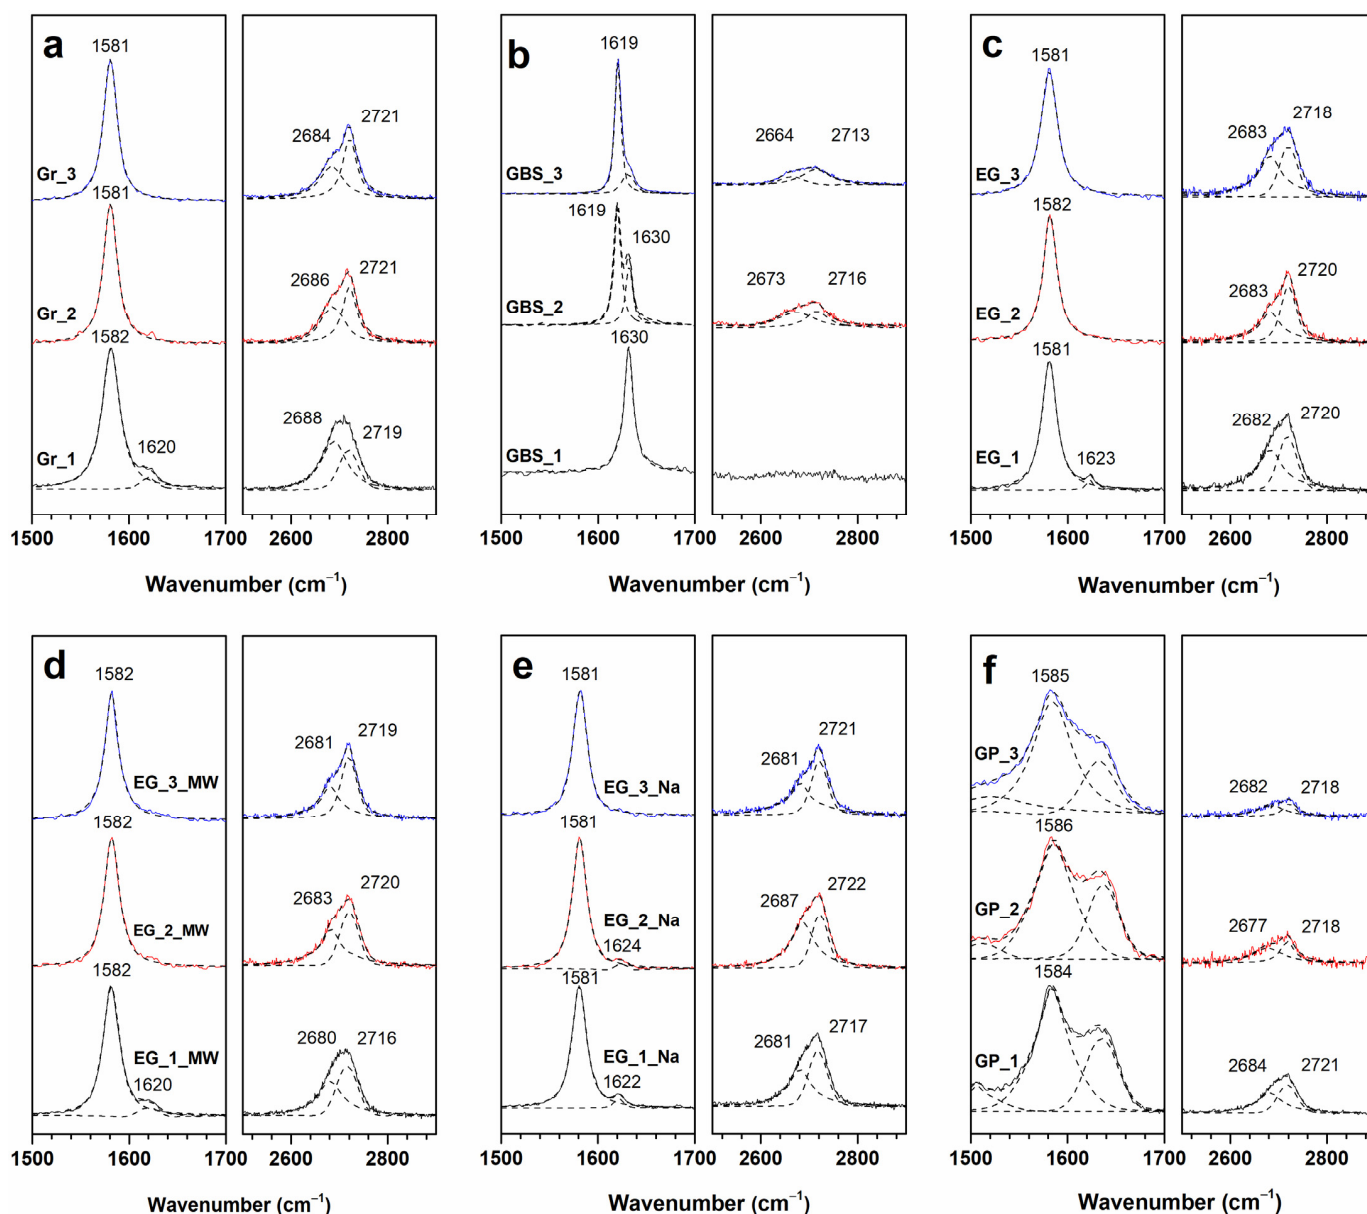 a
1581
2721
2684
Gr_3
1581
2721
2686
Gr_2
1582
2688
2719
1620
Gr_1
1500 1600 1700 2600 2800
Wavenumber (cm⁻¹)
b
1619
2664 2713
GBS_3
1619
1630
2673 2716
GBS_2
1630
GBS_1
1500 1600 1700 2600 2800
Wavenumber (cm⁻¹)
c
1581
2718
2683
EG_3
1582
2720
2683
EG_2
1581
2720
2682
EG_1
1623
1500 1600 1700 2600 2800
Wavenumber (cm⁻¹)
d
1582
2719
2681
EG_3_MW
1582
2720
2683
EG_2_MW
1582
2680 2716
EG_1_MW
1620
1500 1600 1700 2600 2800
Wavenumber (cm⁻¹)
e
1581
2721
2681
EG_3_Na
1581
2722
2687
EG_2_Na
1624
1581
2717
2681
EG_1_Na
1622
1500 1600 1700 2600 2800
Wavenumber (cm⁻¹)
f
1585
GP_3
2682 2718
1586
GP_2
2677 2718
1584
GP_1
2684 2721
1500 1600 1700 2600 2800
Wavenumber (cm⁻¹)